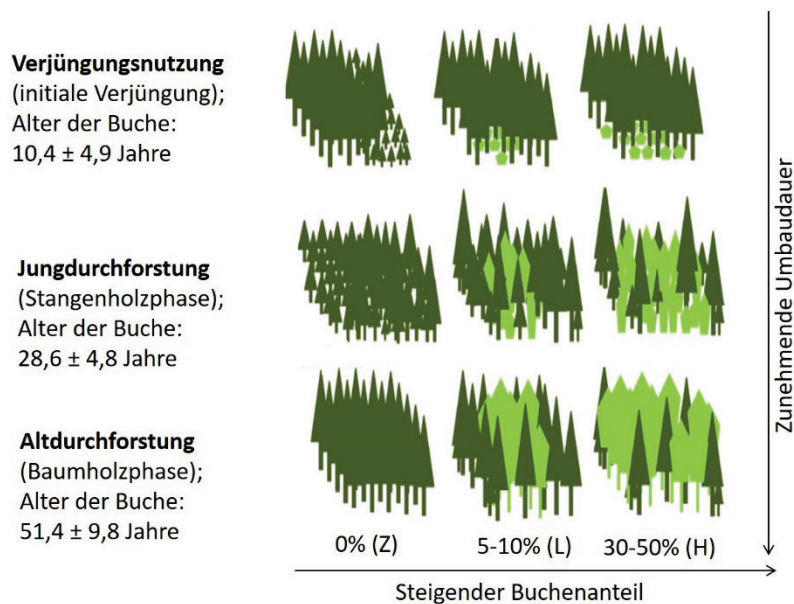 Verjüngungsnutzung
(initiale Verjüngung);
Alter der Buche:
10,4 ± 4,9 Jahre
Jungdurchforstung
(Stangenholzphase);
Alter der Buche:
28,6 ± 4,8 Jahre
Altdurchforstung
(Baumholzphase);
Alter der Buche:
51,4 ± 9,8 Jahre
0% (Z)
5-10% (L)
30-50% (H)
Steigender Buchenanteil
Zunehmende Umbaudauer